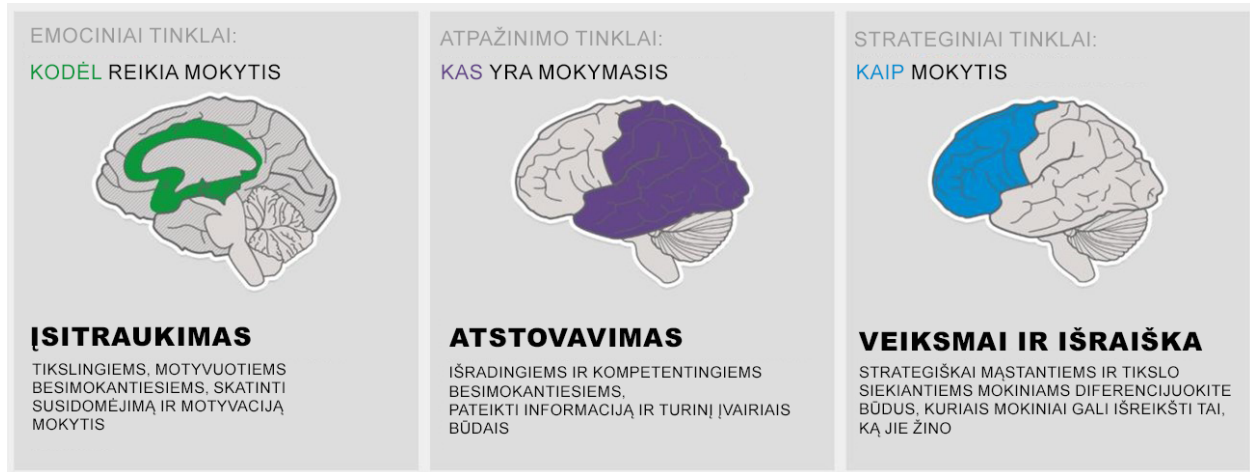 EMOCINIAI TINKLAI:
KODĖL REIKIA MOKYTIS
ĮSITRAUKIMAS
TIKSLINGIEMS, MOTYVUOTIEMS
BESIMOKANTIESIEMS, SKATINTI
SUSIDOMĖJIMĄ IR MOTYVACIJĄ
MOKYTIS
ATPAŽINIMO TINKLAI:
KAS YRA MOKYMASIS
ATSTOVAVIMAS
IŠRADINGIEMS IR KOMPETENTINGIEMS
BESIMOKANTIESIEMS,
PATEIKTI INFORMACIJĄ IR TURINĮ ĮVAIRIAIS
BŪDAIS
STRATEGINIAI TINKLAI:
KAIP MOKYTIS
VEIKSMAI IR IŠRAIŠKA
STRATEGIŠKAI MĄSTANTIEMS IR TIKSLO
SIEKIANTIEMS MOKINIAMS DIFERENCIJUOKITE
BŪDUS, KURIAIS MOKINIAI GALI IŠREIKŠTI TAI,
KĄ JIE ŽINO